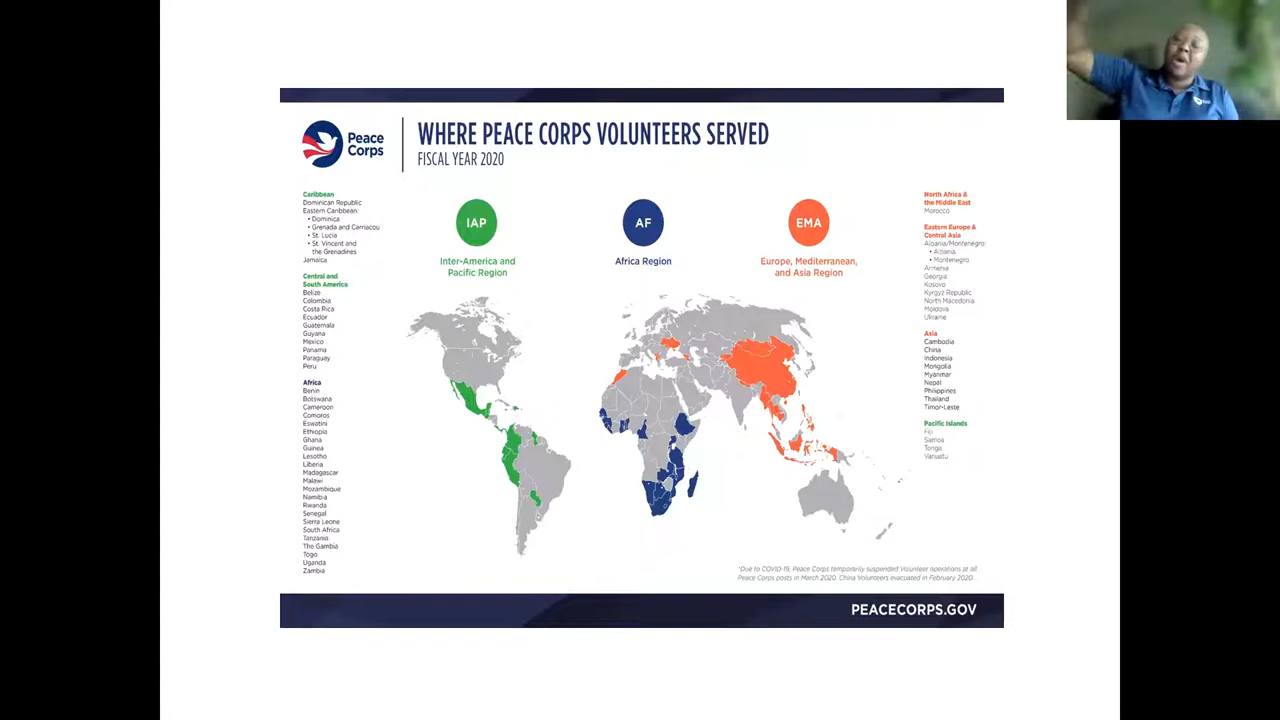 Peace
Corps
WHERE PEACE CORPS VOLUNTEERS SERVED
FISCAL YEAR 2020
Caribbean
Dominican Republic
Eastern Caribbean:
• Dominica
• Grenada and Carriacou
• St. Lucia
• St. Vincent and
the Grenadines
Jamaica
Central and
South America
Belize
Colombia
Costa Rica
Ecuador
Guatemala
Guyana
Mexico
Panama
Paraguay
Peru
Africa
Benin
Botswana
Cameroon
Comoros
Eswatini
Ethiopia
Ghana
Guinea
Lesotho
Liberia
Madagascar
Malawi
Mozambique
Namibia
Rwanda
Senegal
Sierra Leone
South Africa
Tanzania
The Gambia
Togo
Uganda
Zambia
IAP
Inter-America and
Pacific Region
AF
Africa Region
EMA
Europe, Mediterranean,
and Asia Region
North Africa &
the Middle East
Morocco
Eastern Europe &
Central Asia
Albania/Montenegro:
• Albania
• Montenegro
Armenia
Georgia
Kosovo
Kyrgyz Republic
North Macedonia
Moldova
Ukraine
Asia
Cambodia
China
Indonesia
Mongolia
Myanmar
Nepal
Philippines
Thailand
Timor-Leste
Pacific Islands
Fiji
Samoa
Tonga
Vanuatu
*Due to COVID-19, Peace Corps temporarily suspended Volunteer operations at all
Peace Corps posts in March 2020. China Volunteers evacuated in February 2020.
PEACECORPS.GOV